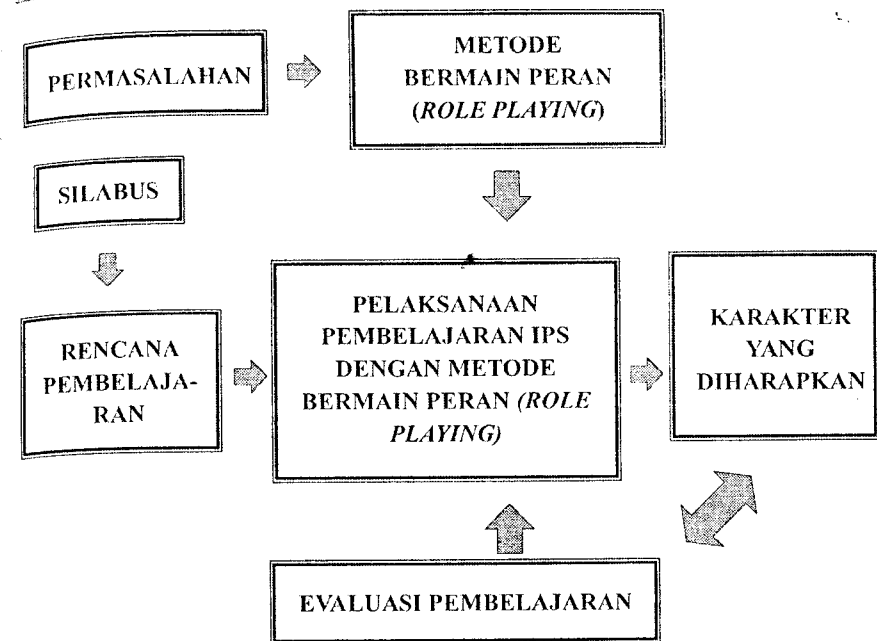 PERMASALAHAN
METODE
BERMAIN PERAN
(ROLE PLAYING)
SILABUS
RENCANA
PEMBELAJA-
RAN
PELAKSANAAN
PEMBELAJARAN IPS
DENGAN METODE
BERMAIN PERAN (ROLE
PLAYING)
KARAKTER
YANG
DIHARAPKAN
EVALUASI PEMBELAJARAN